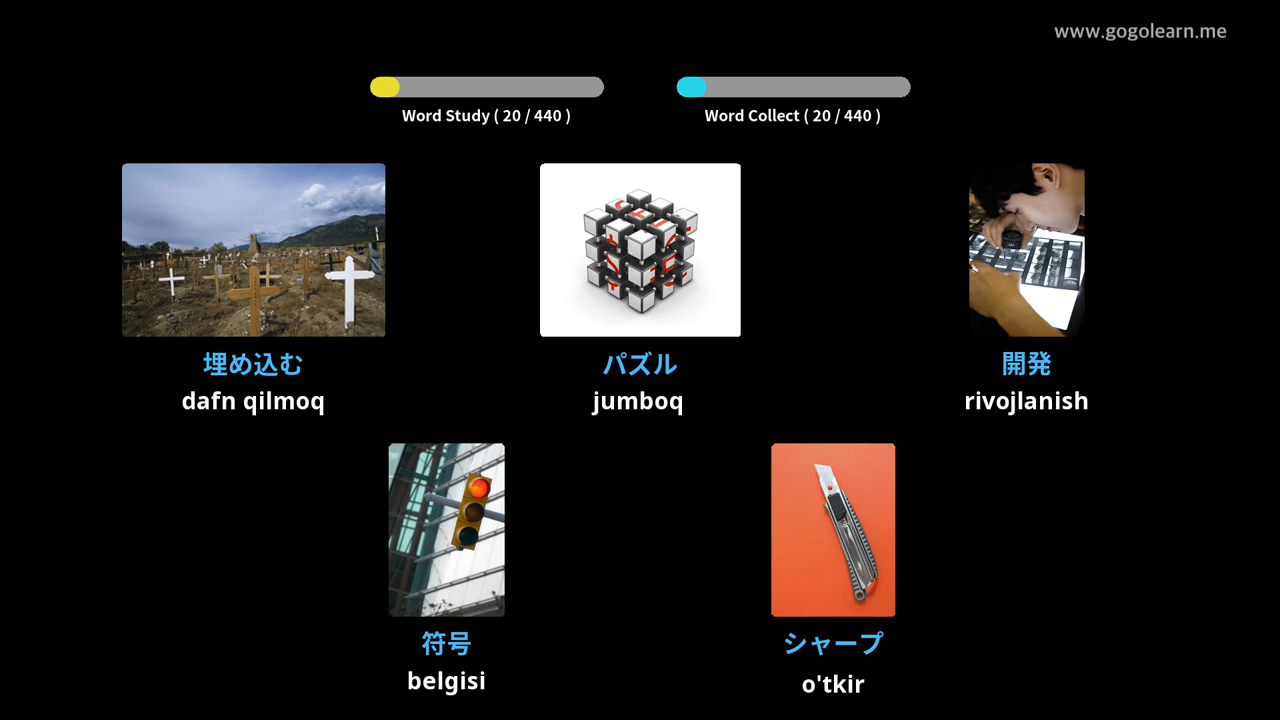 www.gogolearn.me
Word Study ( 20 / 440 )
Word Collect ( 20 / 440 )
埋め込む
dafn qilmoq
パズル
jumboq
開発
rivojlanish
符号
belgisi
シャープ
o'tkir